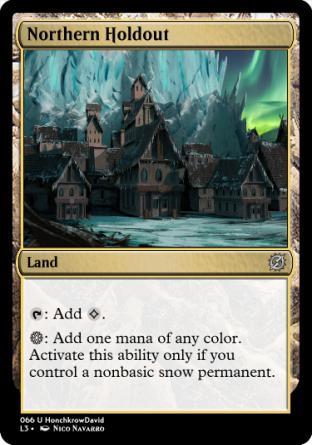 Northern Holdout
Land
: Add .
: Add one mana of any color.
Activate this ability only if you
control a nonbasic snow permanent.
066 U HonchkrowDavid
L3 • Nico Navarro